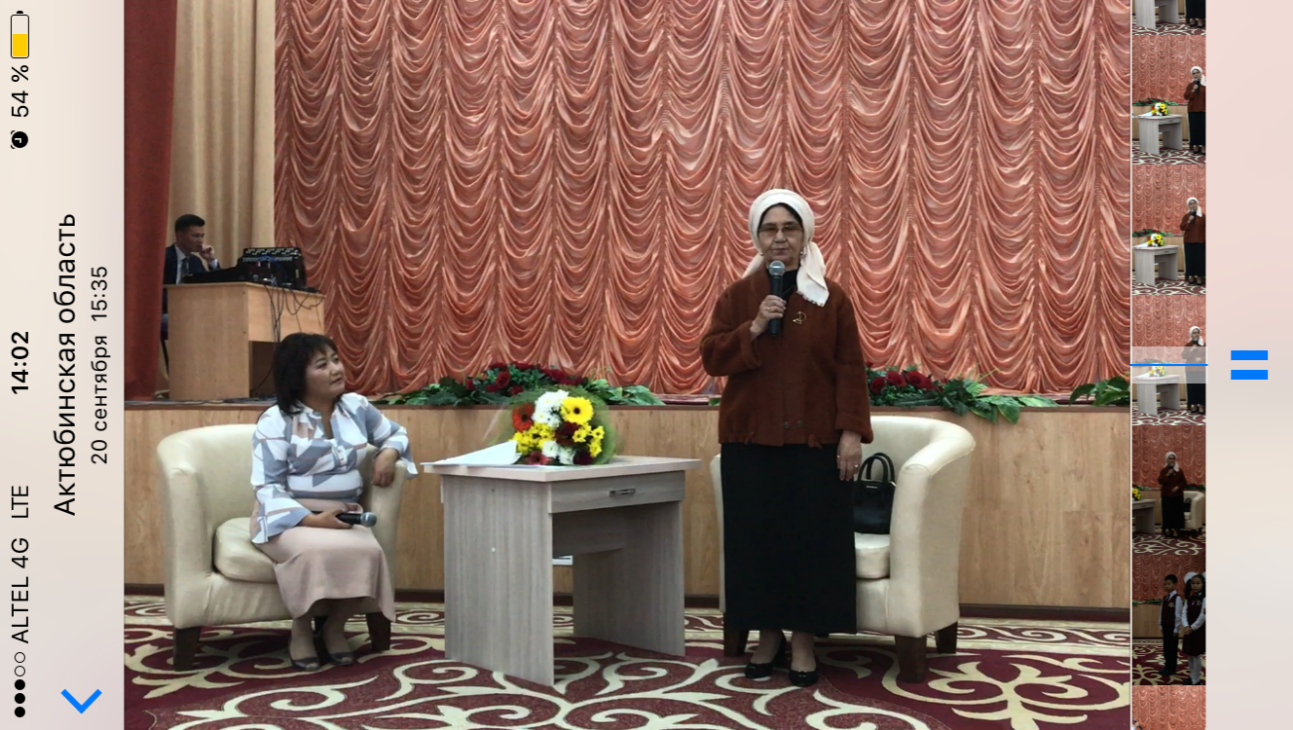 ●●●○○ ALTEL 4G LTE 14:02 54 %
Актюбинская область
20 сентября 15:35